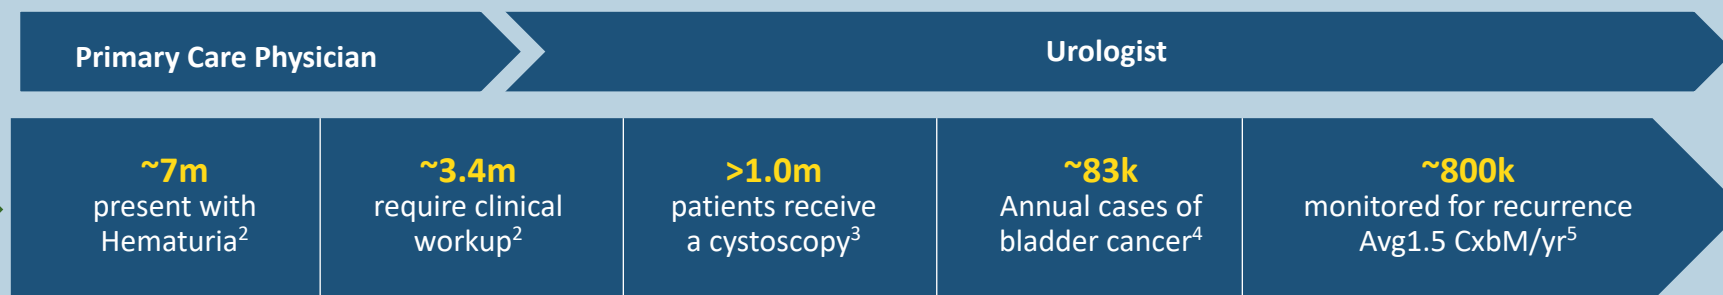 Primary Care Physician
Urologist
~7m
present with
Hematuria2
~3.4m
require clinical
workup2
>1.0m
patients receive
a cystoscopy3
~83k
Annual cases of
bladder cancer4
~800k
monitored for recurrence
Avg1.5 CxbM/yr5